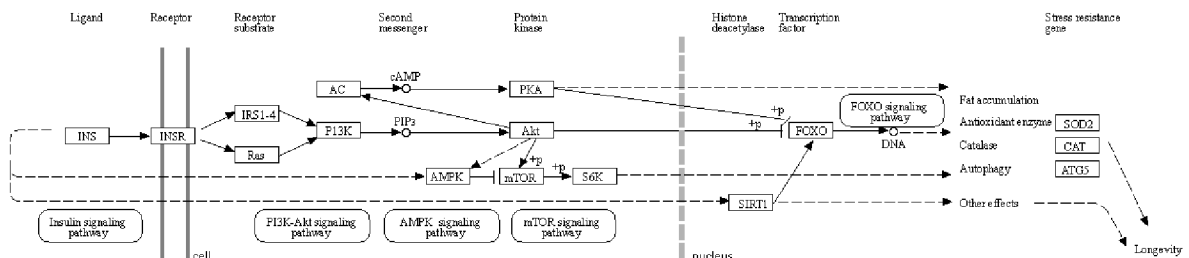 Ligand
Receptor
Receptor
substrate
Second
messenger
Protein
kinase
Histone
deacetylase
Transcription
factor
Stress resistance
gene
cAMP
AC
PKA
+p
FOXO signaling
pathway
Fat accumulation
IRS1-4
PIP3
INS
INSR
PI3K
Akt
+p
FOXO
DNA
Antioxidant enzyme
SOD2
Ras
Catalase
CAT
+p
+p
AMPK
mTOR
S6K
Autophagy
ATG5
SIRT1
Other effects
Insulin signaling
pathway
PI3K-Akt signaling
pathway
AMPK signaling
pathway
mTOR signaling
pathway
Longevity
cell
nucleus